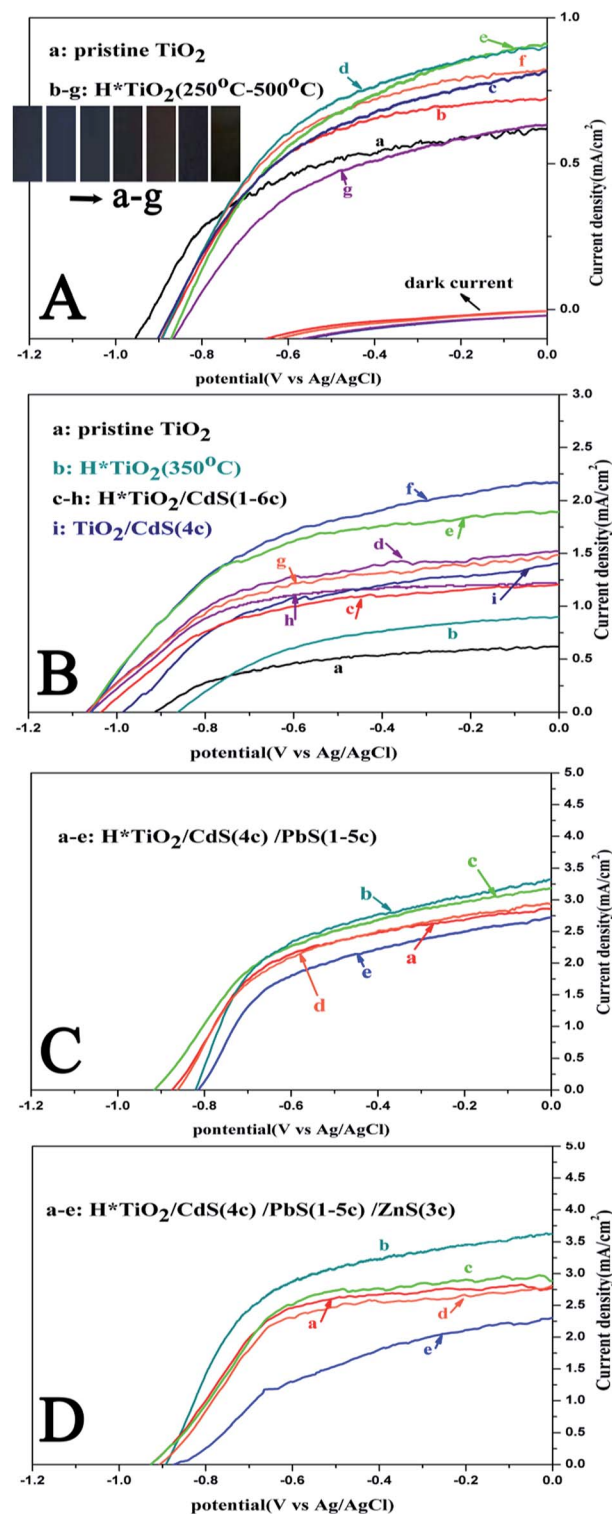 a: pristine TiO2
b-g: H*TiO2(250°C-500°C)
a-g
A
a
b
c
d
e
f
g
dark current
1.0
0.5
0.0
Current density(mA/cm2)
-1.2 -1.0 -0.8 -0.6 -0.4 -0.2 0.0
potential(V vs Ag/AgCl)
a: pristine TiO2
b: H*TiO2(350°C)
c-h: H*TiO2/CdS(1-6c)
i: TiO2/CdS(4c)
B
f
e
d
g
h
c
i
b
a
3.0
2.5
2.0
1.5
1.0
0.5
0.0
Current density(mA/cm2)
-1.2 -1.0 -0.8 -0.6 -0.4 -0.2 0.0
potential(V vs Ag/AgCl)
a-e: H*TiO2/CdS(4c) /PbS(1-5c)
C
b
c
a
d
e
5.0
4.5
4.0
3.5
3.0
2.5
2.0
1.5
1.0
0.5
0.0
Current density(mA/cm2)
-1.2 -1.0 -0.8 -0.6 -0.4 -0.2 0.0
pontential(V vs Ag/AgCl)
a-e: H*TiO2/CdS(4c) /PbS(1-5c) /ZnS(3c)
D
b
c
a
d
e
5.0
4.5
4.0
3.5
3.0
2.5
2.0
1.5
1.0
0.5
0.0
Current density(mA/cm2)
-1.2 -1.0 -0.8 -0.6 -0.4 -0.2 0.0
potential(V vs Ag/AgCl)